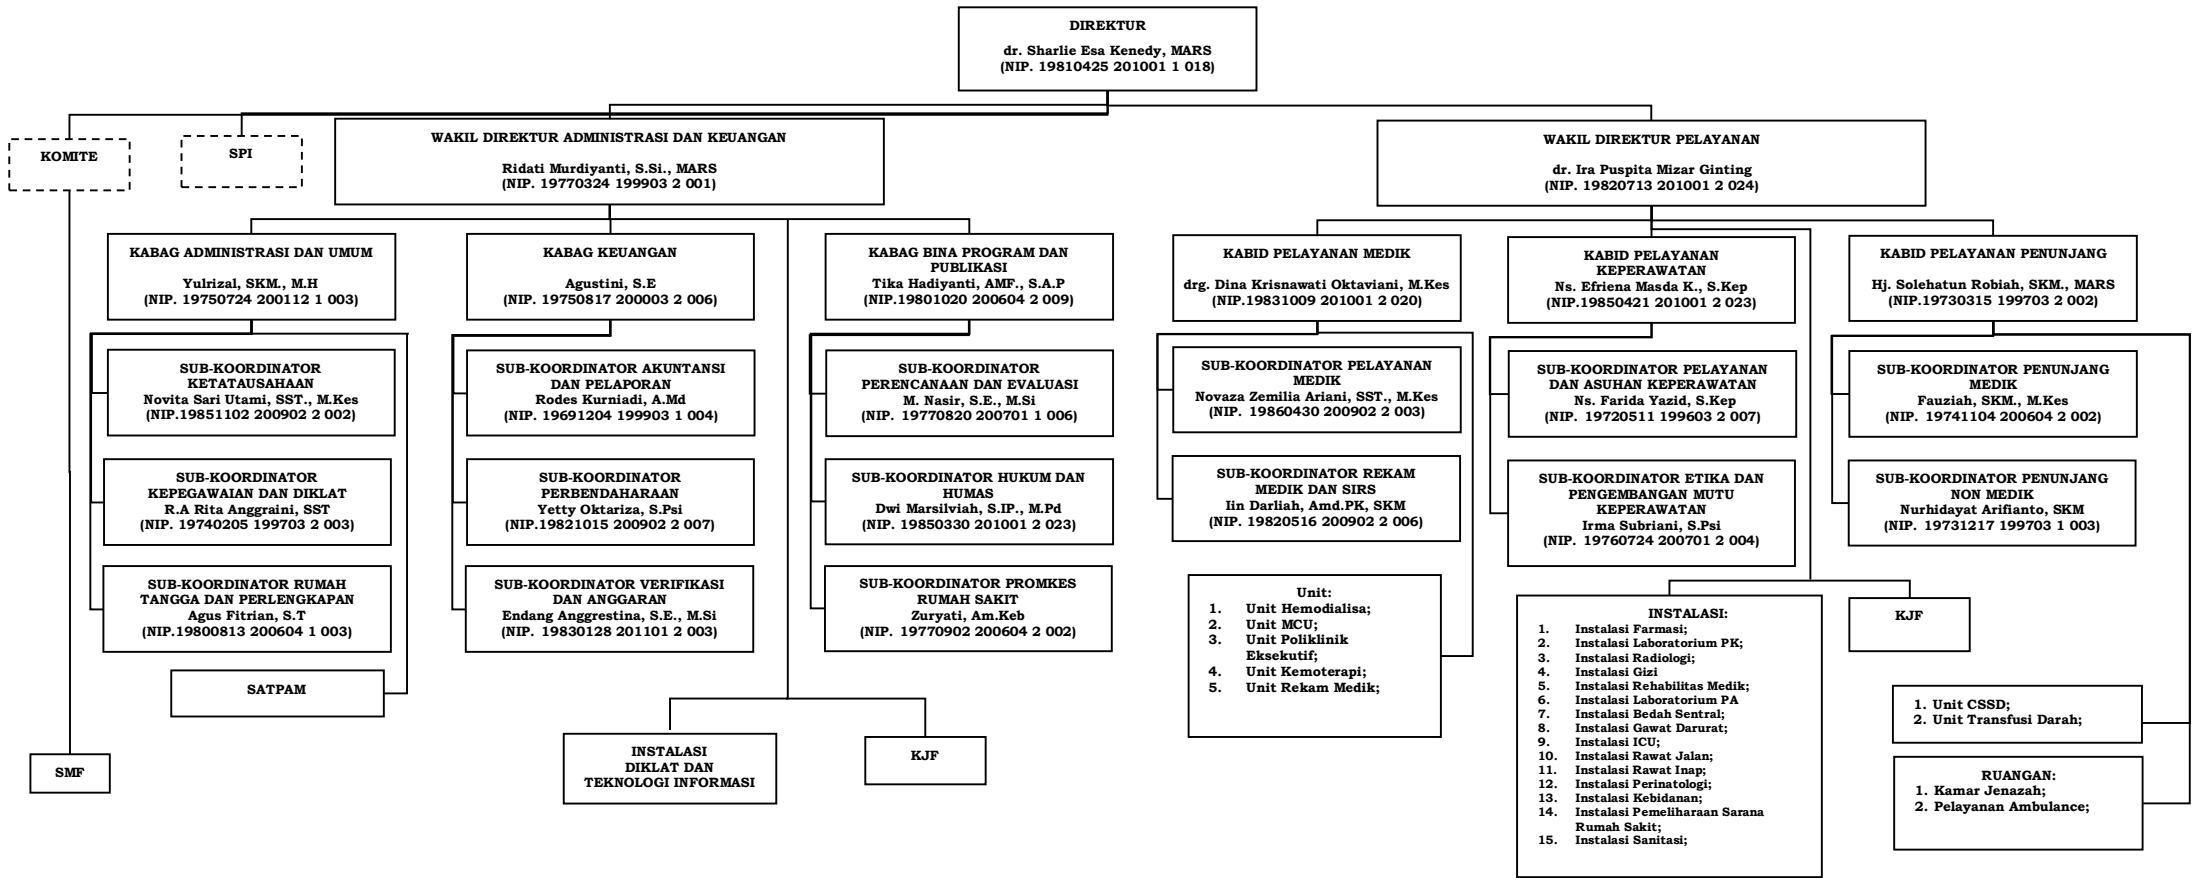 DIREKTUR
dr. Sharlie Esa Kenedy, MARS
(NIP. 19810425 201001 1 018)
KOMITE
SPI
WAKIL DIREKTUR ADMINISTRASI DAN KEUANGAN
Ridati Murdiyanti, S.Si., MARS
(NIP. 19770324 199903 2 001)
WAKIL DIREKTUR PELAYANAN
dr. Ira Puspita Mizar Ginting
(NIP. 19820713 201001 2 024)
KABAG ADMINISTRASI DAN UMUM
Yulrizal, SKM., M.H
(NIP. 19750724 200112 1 003)
KABAG KEUANGAN
Agustini, S.E
(NIP. 19750817 200003 2 006)
KABAG BINA PROGRAM DAN
PUBLIKASI
Tika Hadiyanti, AMF., S.A.P
(NIP.19801020 200604 2 009)
KABID PELAYANAN MEDIK
drg. Dina Krisnawati Oktaviani, M.Kes
(NIP.19831009 201001 2 020)
KABID PELAYANAN
KEPERAWATAN
Ns. Efriena Masda K., S.Kep
(NIP.19850421 201001 2 023)
KABID PELAYANAN PENUNJANG
Hj. Solehatun Robiah, SKM., MARS
(NIP.19730315 199703 2 002)
SUB-KOORDINATOR
KETATAUSAHAAN
Novita Sari Utami, SST., M.Kes
(NIP.19851102 200902 2 002)
SUB-KOORDINATOR AKUNTANSI
DAN PELAPORAN
Rodes Kurniadi, A.Md
(NIP. 19691204 199903 1 004)
SUB-KOORDINATOR
PERENCANAAN DAN EVALUASI
M. Nasir, S.E., M.Si
(NIP. 19770820 200701 1 006)
SUB-KOORDINATOR PELAYANAN
MEDIK
Novaza Zemilia Ariani, SST., M.Kes
(NIP. 19860430 200902 2 003)
SUB-KOORDINATOR PELAYANAN
DAN ASUHAN KEPERAWATAN
Ns. Farida Yazid, S.Kep
(NIP. 19720511 199603 2 007)
SUB-KOORDINATOR PENUNJANG
MEDIK
Fauziah, SKM., M.Kes
(NIP. 19741104 200604 2 002)
SUB-KOORDINATOR
KEPEGAWAIAN DAN DIKLAT
R.A Rita Anggraini, SST
(NIP. 19740205 199703 2 003)
SUB-KOORDINATOR
PERBENDAHARAAN
Yetty Oktariza, S.Psi
(NIP.19821015 200902 2 007)
SUB-KOORDINATOR HUKUM DAN
HUMAS
Dwi Marsilviah, S.IP., M.Pd
(NIP. 19850330 201001 2 023)
SUB-KOORDINATOR REKAM
MEDIK DAN SIRS
Iin Darliah, Amd.PK, SKM
(NIP. 19820516 200902 2 006)
SUB-KOORDINATOR ETIKA DAN
PENGEMBANGAN MUTU
KEPERAWATAN
Irma Subriani, S.Psi
(NIP. 19760724 200701 2 004)
SUB-KOORDINATOR PENUNJANG
NON MEDIK
Nurhidayat Arifianto, SKM
(NIP. 19731217 199703 1 003)
SUB-KOORDINATOR RUMAH
TANGGA DAN PERLENGKAPAN
Agus Fitrian, S.T
(NIP.19800813 200604 1 003)
SUB-KOORDINATOR VERIFIKASI
DAN ANGGARAN
Endang Anggrestina, S.E., M.Si
(NIP. 19830128 201101 2 003)
SUB-KOORDINATOR PROMKES
RUMAH SAKIT
Zuryati, Am.Keb
(NIP. 19770902 200604 2 002)
Unit:
1. Unit Hemodialisa;
2. Unit MCU;
3. Unit Poliklinik
Eksekutif;
4. Unit Kemoterapi;
5. Unit Rekam Medik;
INSTALASI:
1. Instalasi Farmasi;
2. Instalasi Laboratorium PK;
3. Instalasi Radiologi;
4. Instalasi Gizi
5. Instalasi Rehabilitas Medik;
6. Instalasi Laboratorium PA
7. Instalasi Bedah Sentral;
8. Instalasi Gawat Darurat;
9. Instalasi ICU;
10. Instalasi Rawat Jalan;
11. Instalasi Rawat Inap;
12. Instalasi Perinatologi;
13. Instalasi Kebidanan;
14. Instalasi Pemeliharaan Sarana
Rumah Sakit;
15. Instalasi Sanitasi;
KJF
SATPAM
1. Unit CSSD;
2. Unit Transfusi Darah;
SMF
INSTALASI
DIKLAT DAN
TEKNOLOGI INFORMASI
KJF
RUANGAN:
1. Kamar Jenazah;
2. Pelayanan Ambulance;